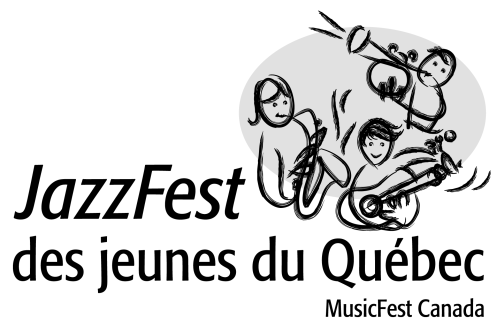 JazzFest
des jeunes du Québec
MusicFest Canada